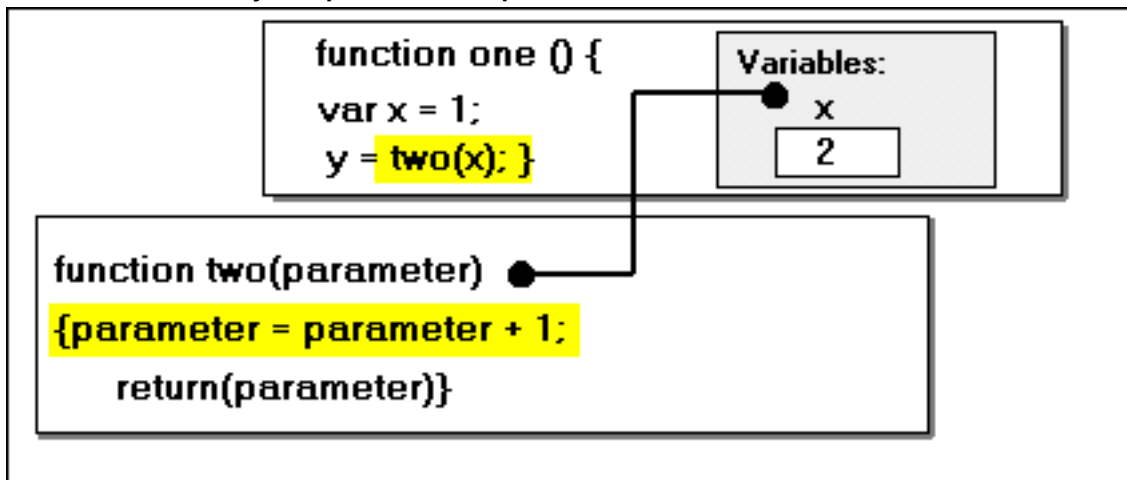 function one () {
var x = 1;
y = two(x); }
Variables:
x
2
function two(parameter)
{parameter = parameter + 1;
return(parameter)}